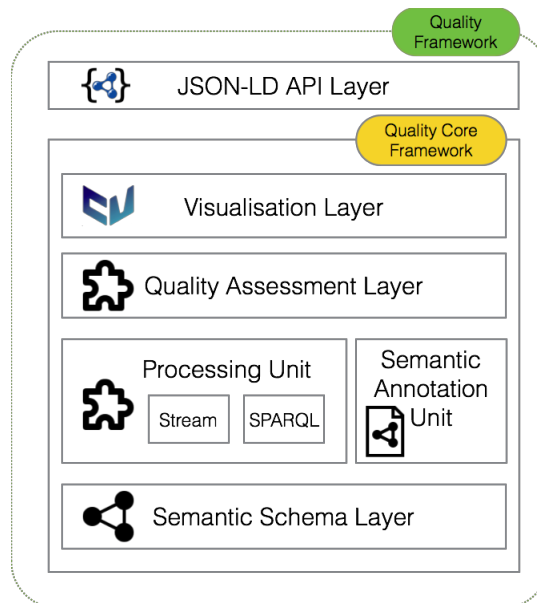 Quality
Framework
JSON-LD API Layer
Quality Core
Framework
Visualisation Layer
Quality Assessment Layer
Processing Unit
Stream
SPARQL
Semantic
Annotation
Unit
Semantic Schema Layer